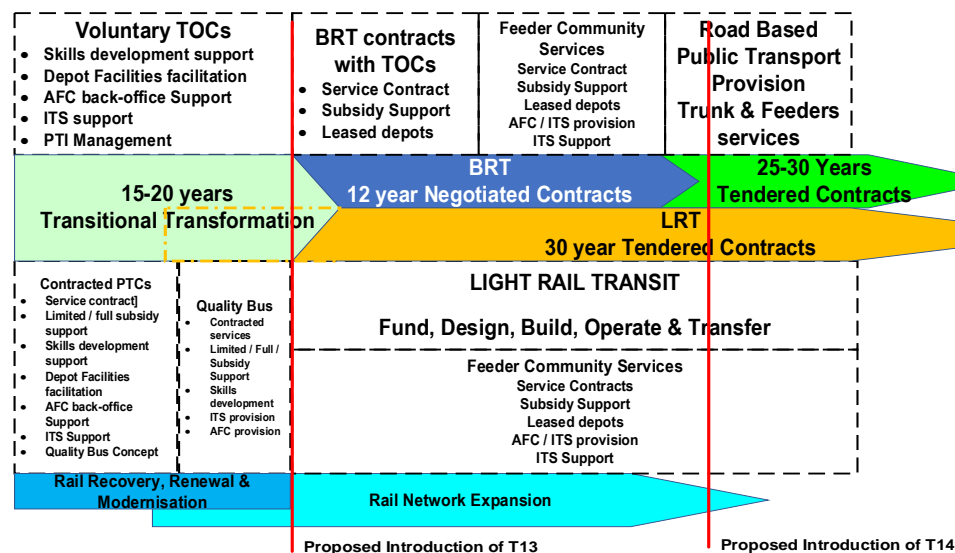 Voluntary TOCs
• Skills development support
• Depot Facilities facilitation
• AFC back-office Support
• ITS support
• PTI Management
BRT contracts
with TOCs
• Service Contract
• Subsidy Support
• Leased depots
Feeder Community
Services
Service Contract
Subsidy Support
Leased depots
AFC / ITS provision
ITS Support
Road Based
Public Transport
Provision
Trunk & Feeders
services
15-20 years
Transitional Transformation
BRT
12 year Negotiated Contracts
25-30 Years
Tendered Contracts
LRT
30 year Tendered Contracts
Contracted PTCs
• Service contract]
• Limited / full subsidy
support
• Skills development
support
• Depot Facilities
facilitation
• AFC back-office
Support
• ITS Support
• Quality Bus Concept
Quality Bus
• Contracted
services
• Limited / Full /
Subsidy
Support
• Skills
development
• ITS provision
• AFC provision
LIGHT RAIL TRANSIT
Fund, Design, Build, Operate & Transfer
Feeder Community Services
Service Contracts
Subsidy Support
Leased depots
AFC / ITS provision
ITS Support
Rail Recovery, Renewal &
Modernisation
Rail Network Expansion
Proposed Introduction of T13
Proposed Introduction of T14